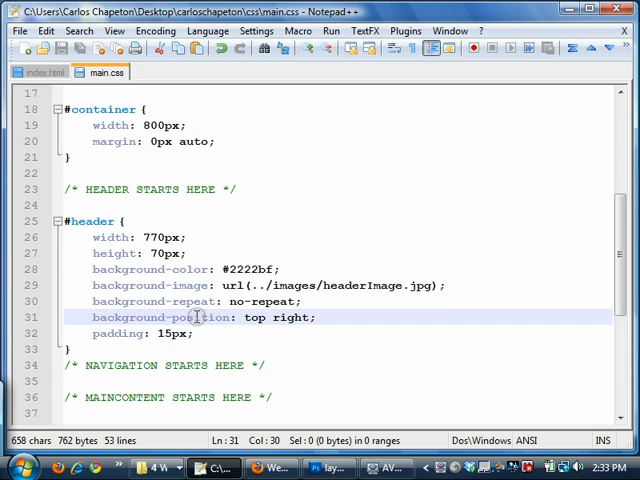 C:\Users\Carlos Chapeton\Desktop\carloschapeton\css\main.css - Notepad++
File Edit Search View Encoding Language Settings Macro Run TextFX Plugins Window ? X
index.html main.css
17
18 #container {
19 width: 800px;
20 margin: 0px auto;
21 }
22
23 /* HEADER STARTS HERE */
24
25 #header {
26 width: 770px;
27 height: 70px;
28 background-color: #2222bf;
29 background-image: url(../images/headerImage.jpg);
30 background-repeat: no-repeat;
31 background-position: top right;
32 padding: 15px;
33 }
34 /* NAVIGATION STARTS HERE */
35
36 /* MAINCONTENT STARTS HERE */
37
658 chars 762 bytes 53 lines Ln : 31 Col : 30 Sel : 0 (0 bytes) in 0 ranges Dos\Windows ANSI INS
4 W C:\... We... lay... AV... 2:33 PM